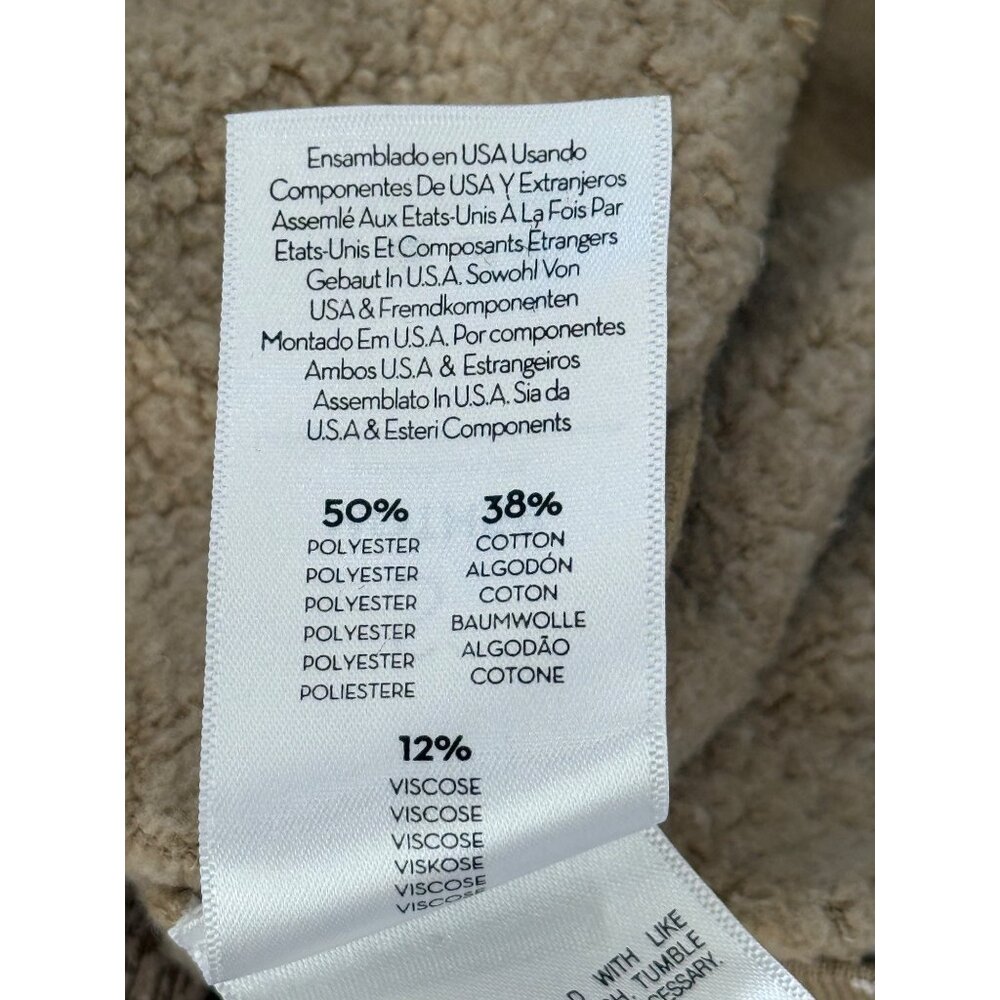 Ensamblado en USA Usando
Componentes De USA Y Extranjeros
Assemlé Aux Etats-Unis À La Fois Par
Etats-Unis Et Composants Étrangers
Gebaut In U.S.A. Sowohl Von
USA & Fremdkomponenten
Montado Em U.S.A. Por componentes
Ambos U.S.A & Estrangeiros
Assemblato In U.S.A. Sia da
U.S.A & Esteri Components
50%
POLYESTER
POLYESTER
POLYESTER
POLYESTER
POLYESTER
POLIESTERE
38%
COTTON
ALGODÓN
COTON
BAUMWOLLE
ALGODÃO
COTONE
12%
VISCOSE
VISCOSE
VISCOSE
VISKOSE
VISCOSE
VISCOSE
WITH LIKE
TUMBLE